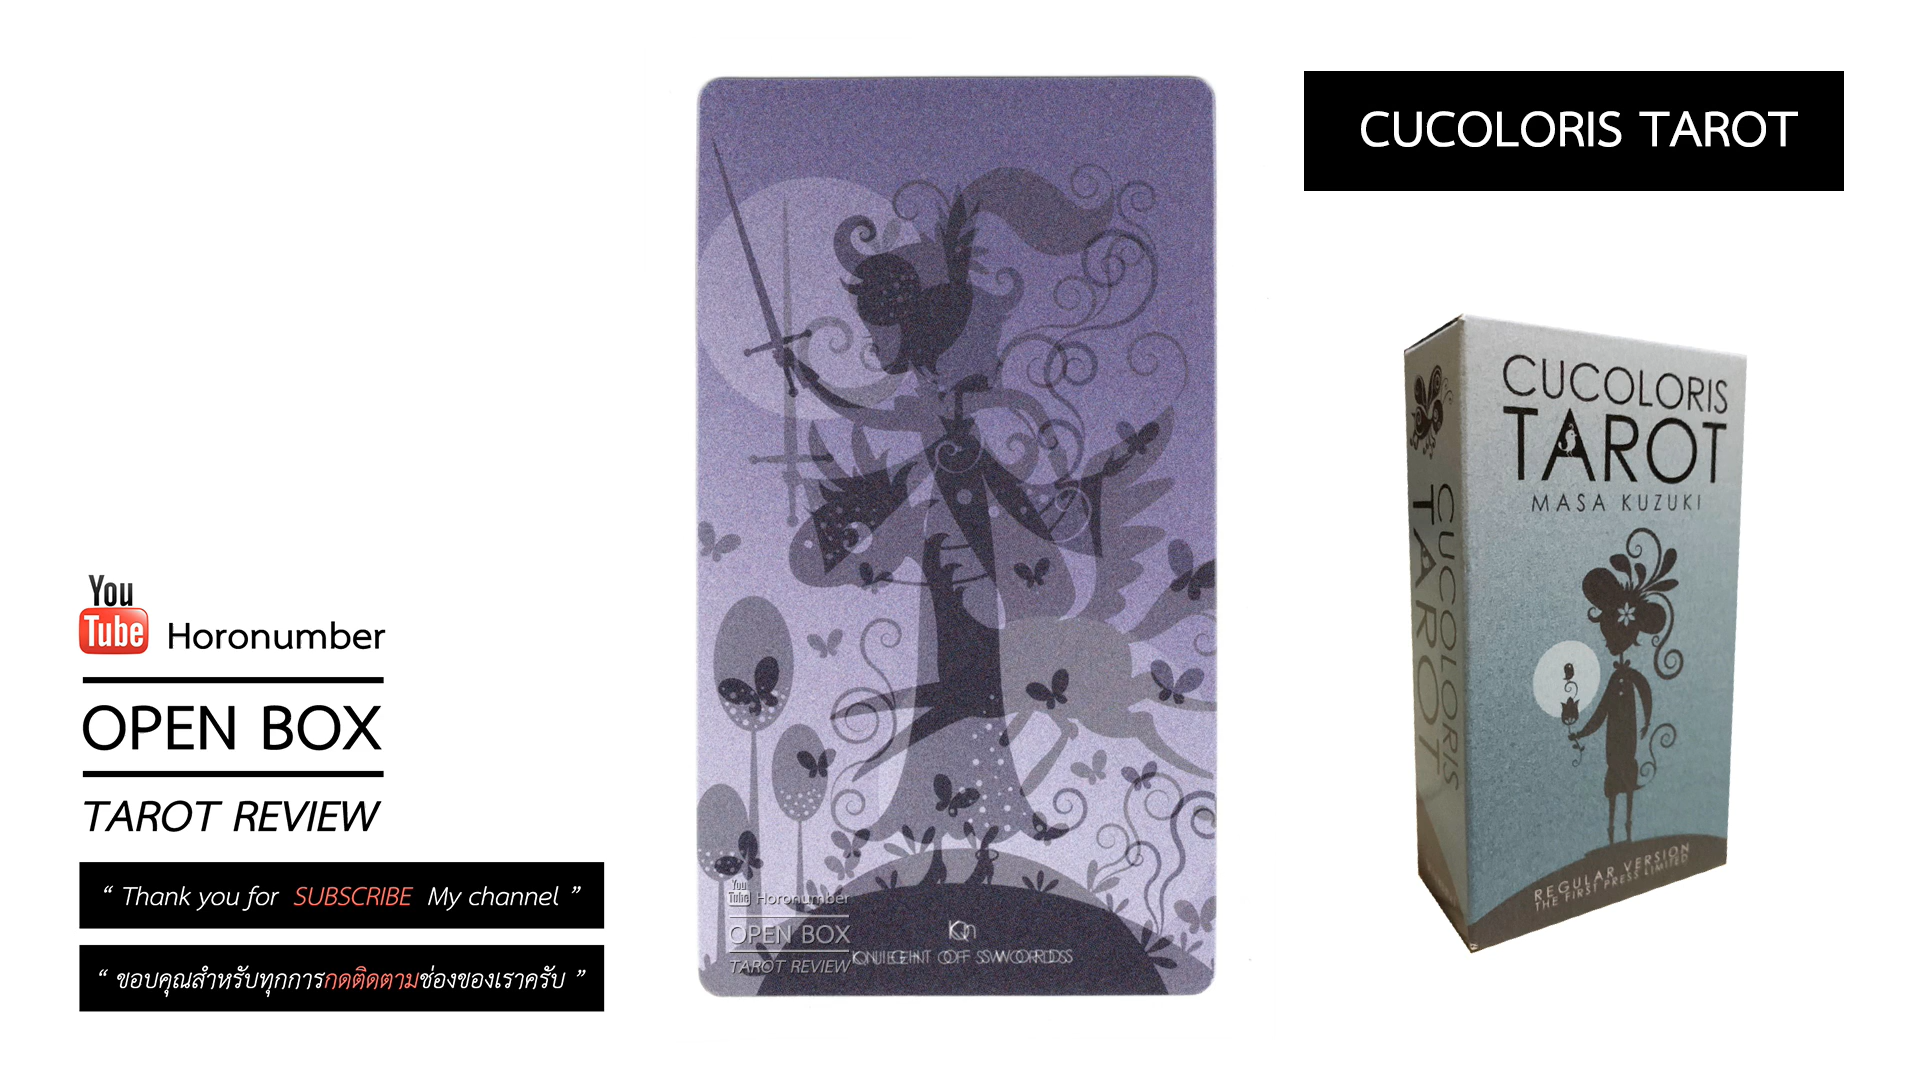 CUCOLORIS TAROT
You
Tube Horonumber
OPEN BOX
TAROT REVIEW
“ Thank you for SUBSCRIBE My channel ”
“ ขอบคุณสำหรับทุกการกดติดตามช่องของเราครับ ”
You
Tube Horonumber
OPEN BOX
TAROT REVIEW
OF SWORDS
CUCOLORIS
TAROT
MASA KUZUKI
REGULAR VERSION
THE FIRST PRESS LIMITED
CUCOLORIS
TAROT